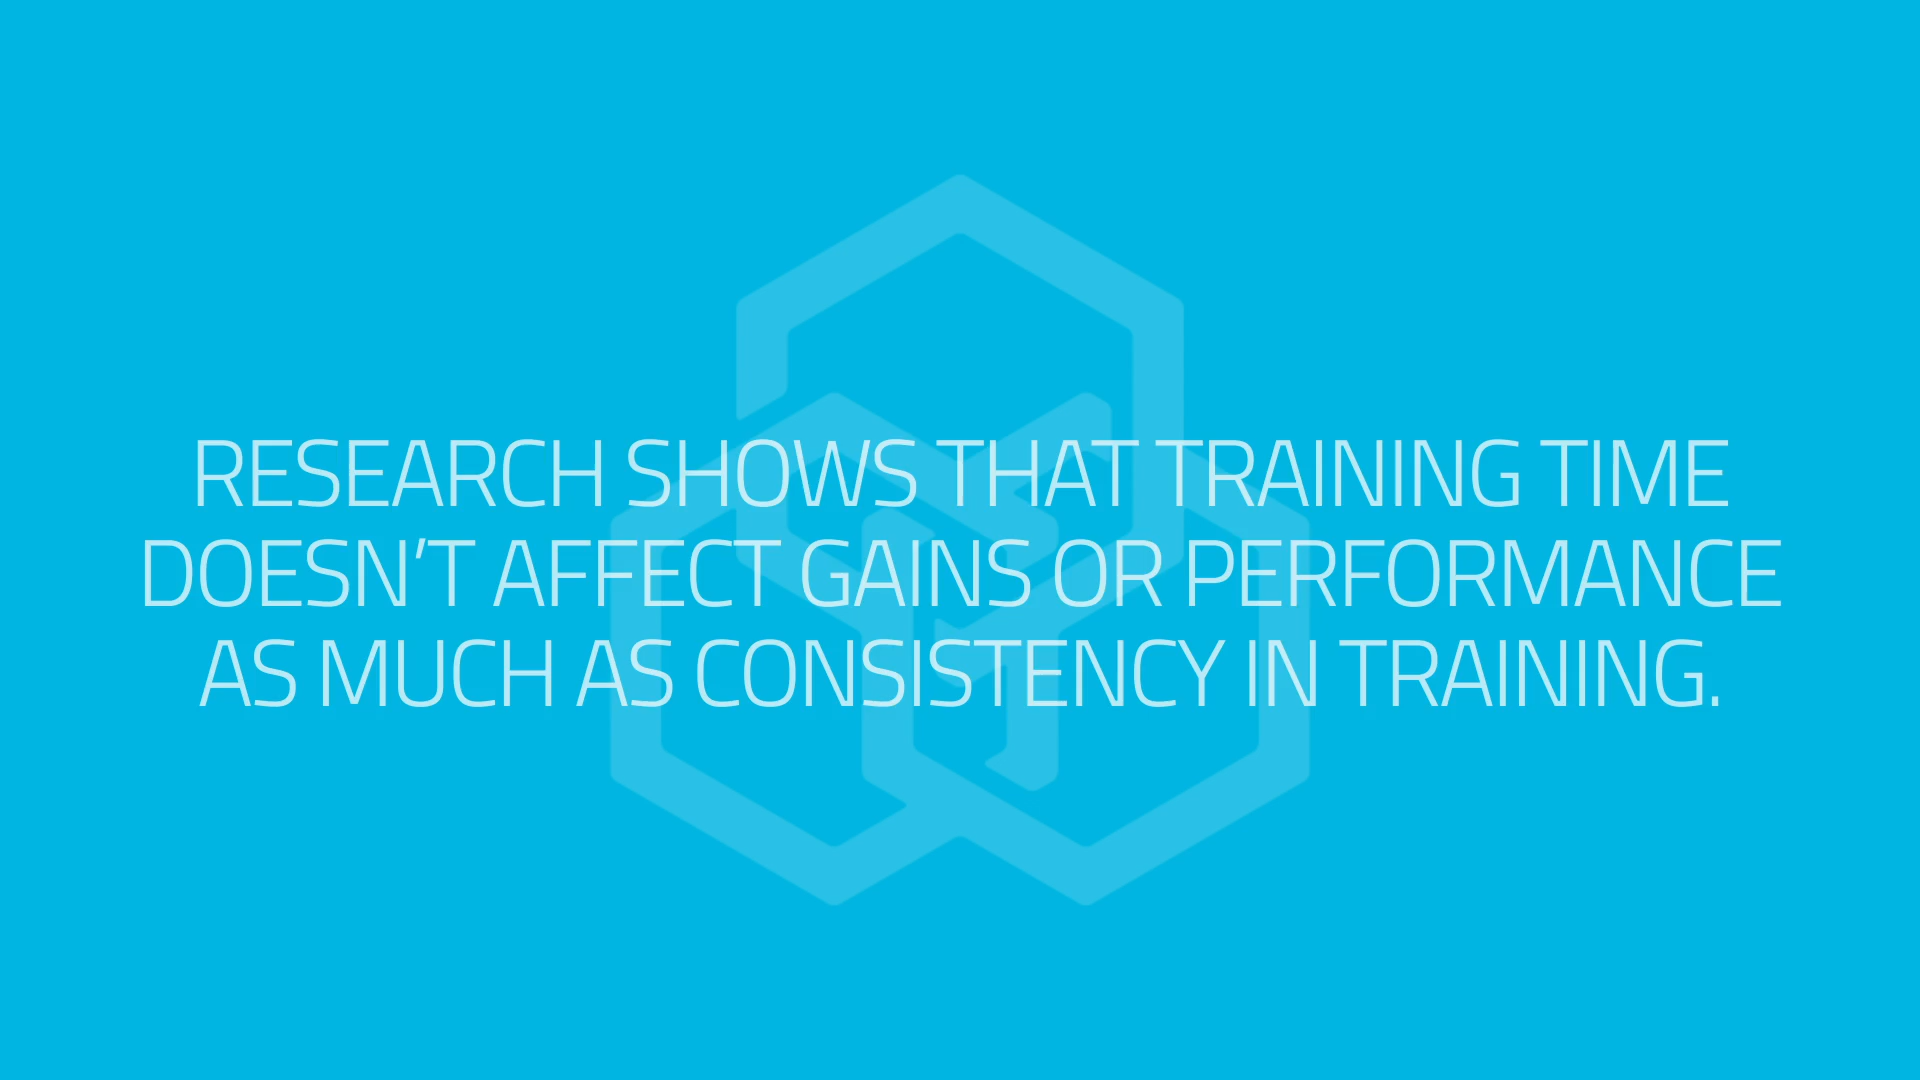 RESEARCH SHOWS THAT TRAINING TIME
DOESN’T AFFECT GAINS OR PERFORMANCE
AS MUCH AS CONSISTENCY IN TRAINING.